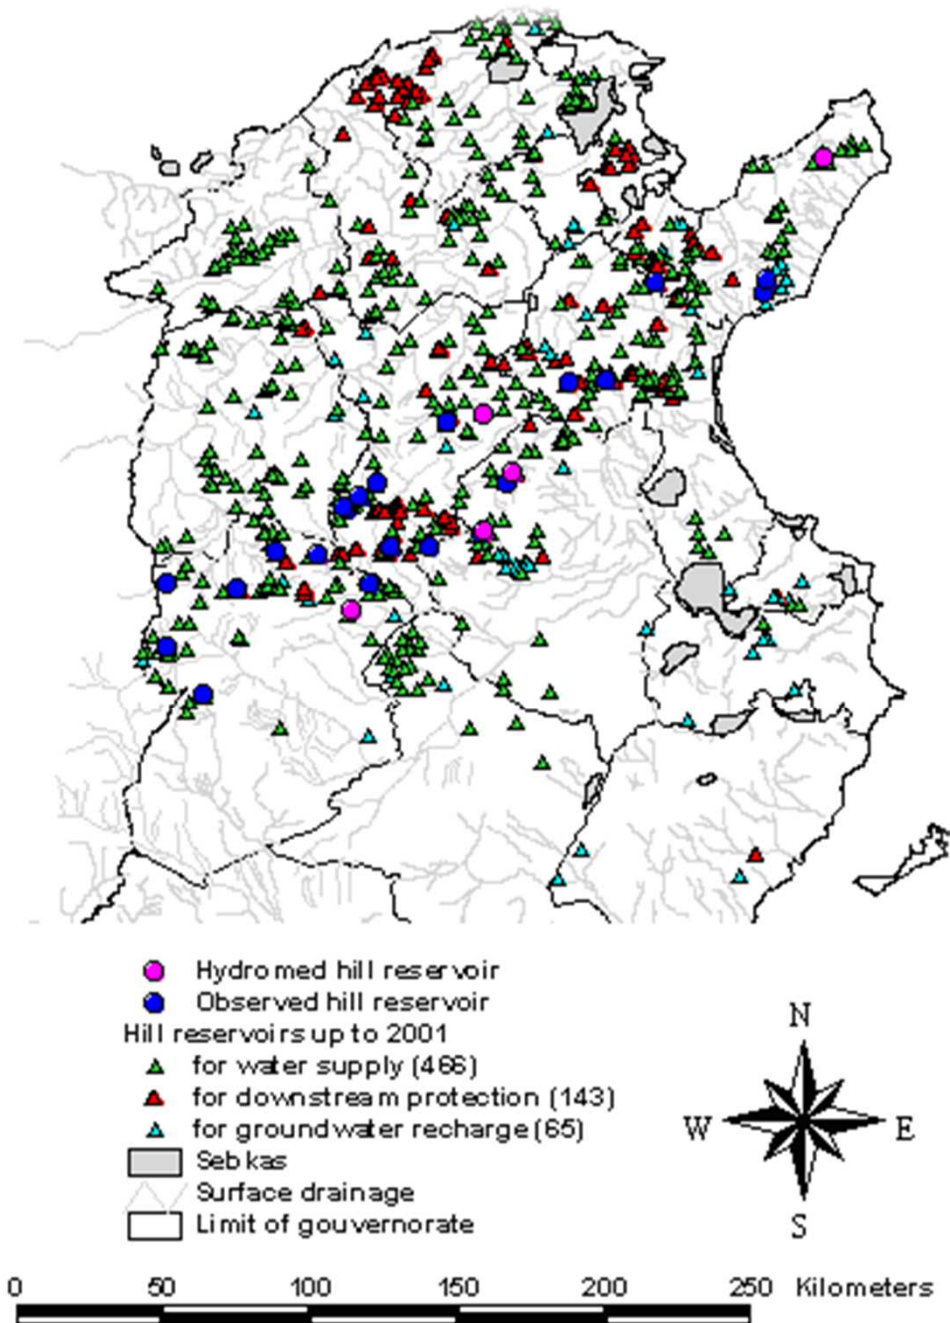 Hydromed hill reservoir
Observed hill reservoir
Hill reservoirs up to 2001
for water supply (466)
for downstream protection (143)
for groundwater recharge (65)
Sebkas
Surface drainage
Limit of gouvernorate
N
W E
S
0 50 100 150 200 250 Kilometers